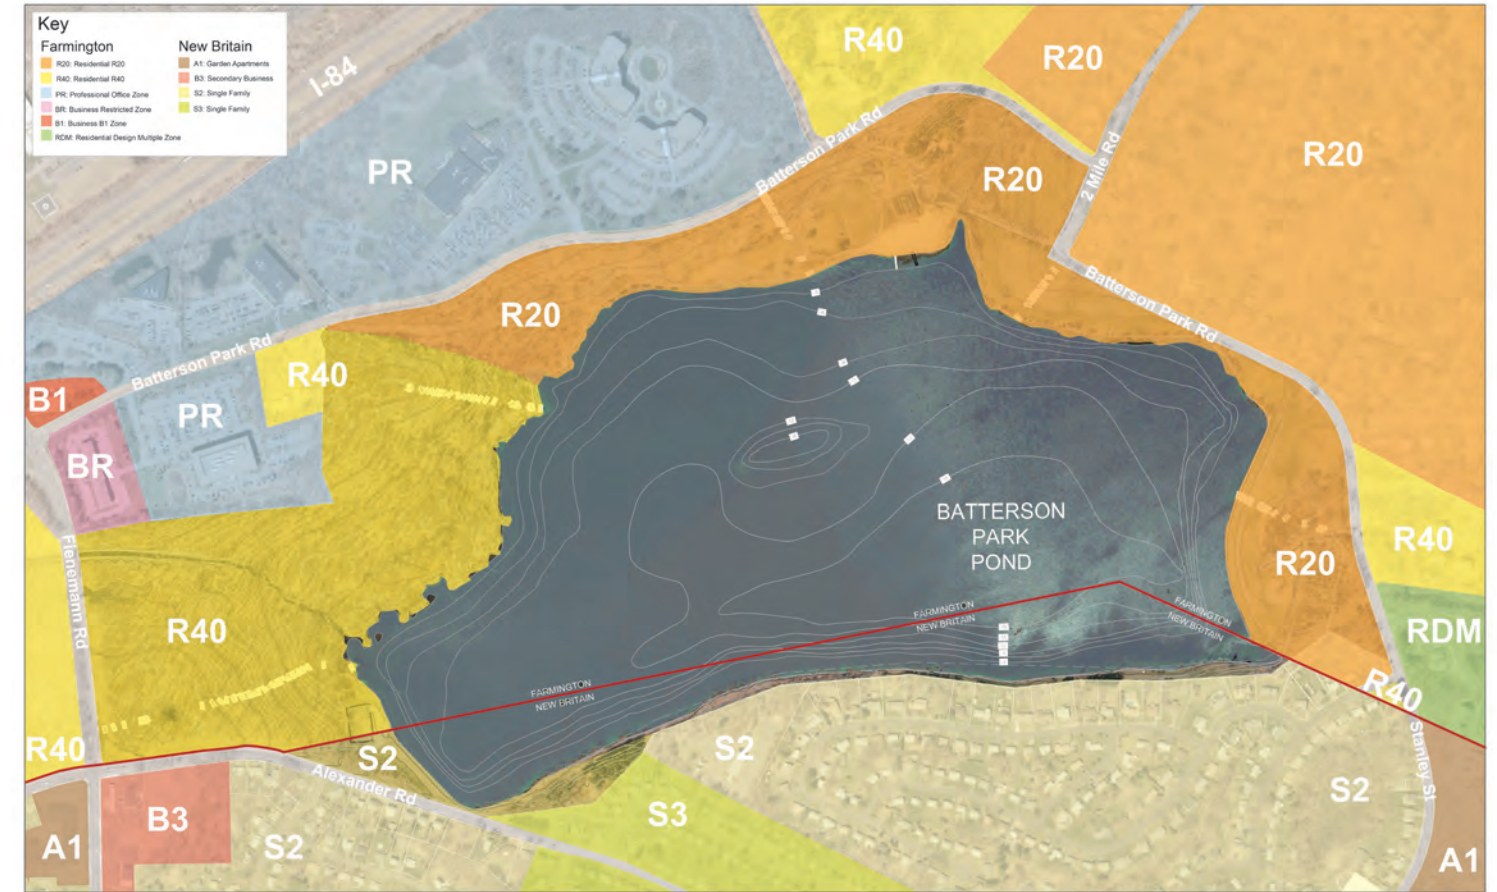 Key
Farmington
R20: Residential R20
R40: Residential R40
PR: Professional Office Zone
BR: Business Restricted Zone
B1: Business B1 Zone
RDM: Residential Design Multiple Zone
New Britain
A1: Garden Apartments
B3: Secondary Business
S2: Single Family
S3: Single Family
I-84
R40
R20
PR
Batterson Park Rd
R20
2 Mile Rd
R20
Batterson Park Rd
R20
Batterson Park Rd
R40
B1
PR
BR
BATTERSON
PARK
POND
R40
R20
Fienemann Rd
R40
FARMINGTON
NEW BRITAIN
FARMINGTON
NEW BRITAIN
RDM
FARMINGTON
NEW BRITAIN
R40
R40
S2
S2
Alexander Rd
Stanley St
S2
B3
S3
A1
S2
A1